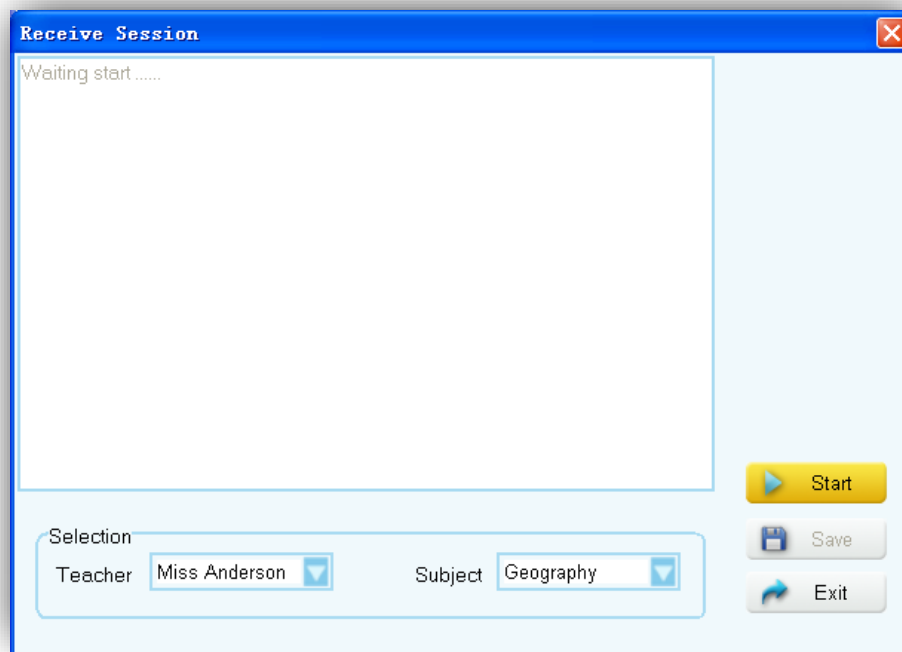 Receive Session
Waiting start ......
Start
Selection
Save
Teacher Miss Anderson Subject Geography
Exit